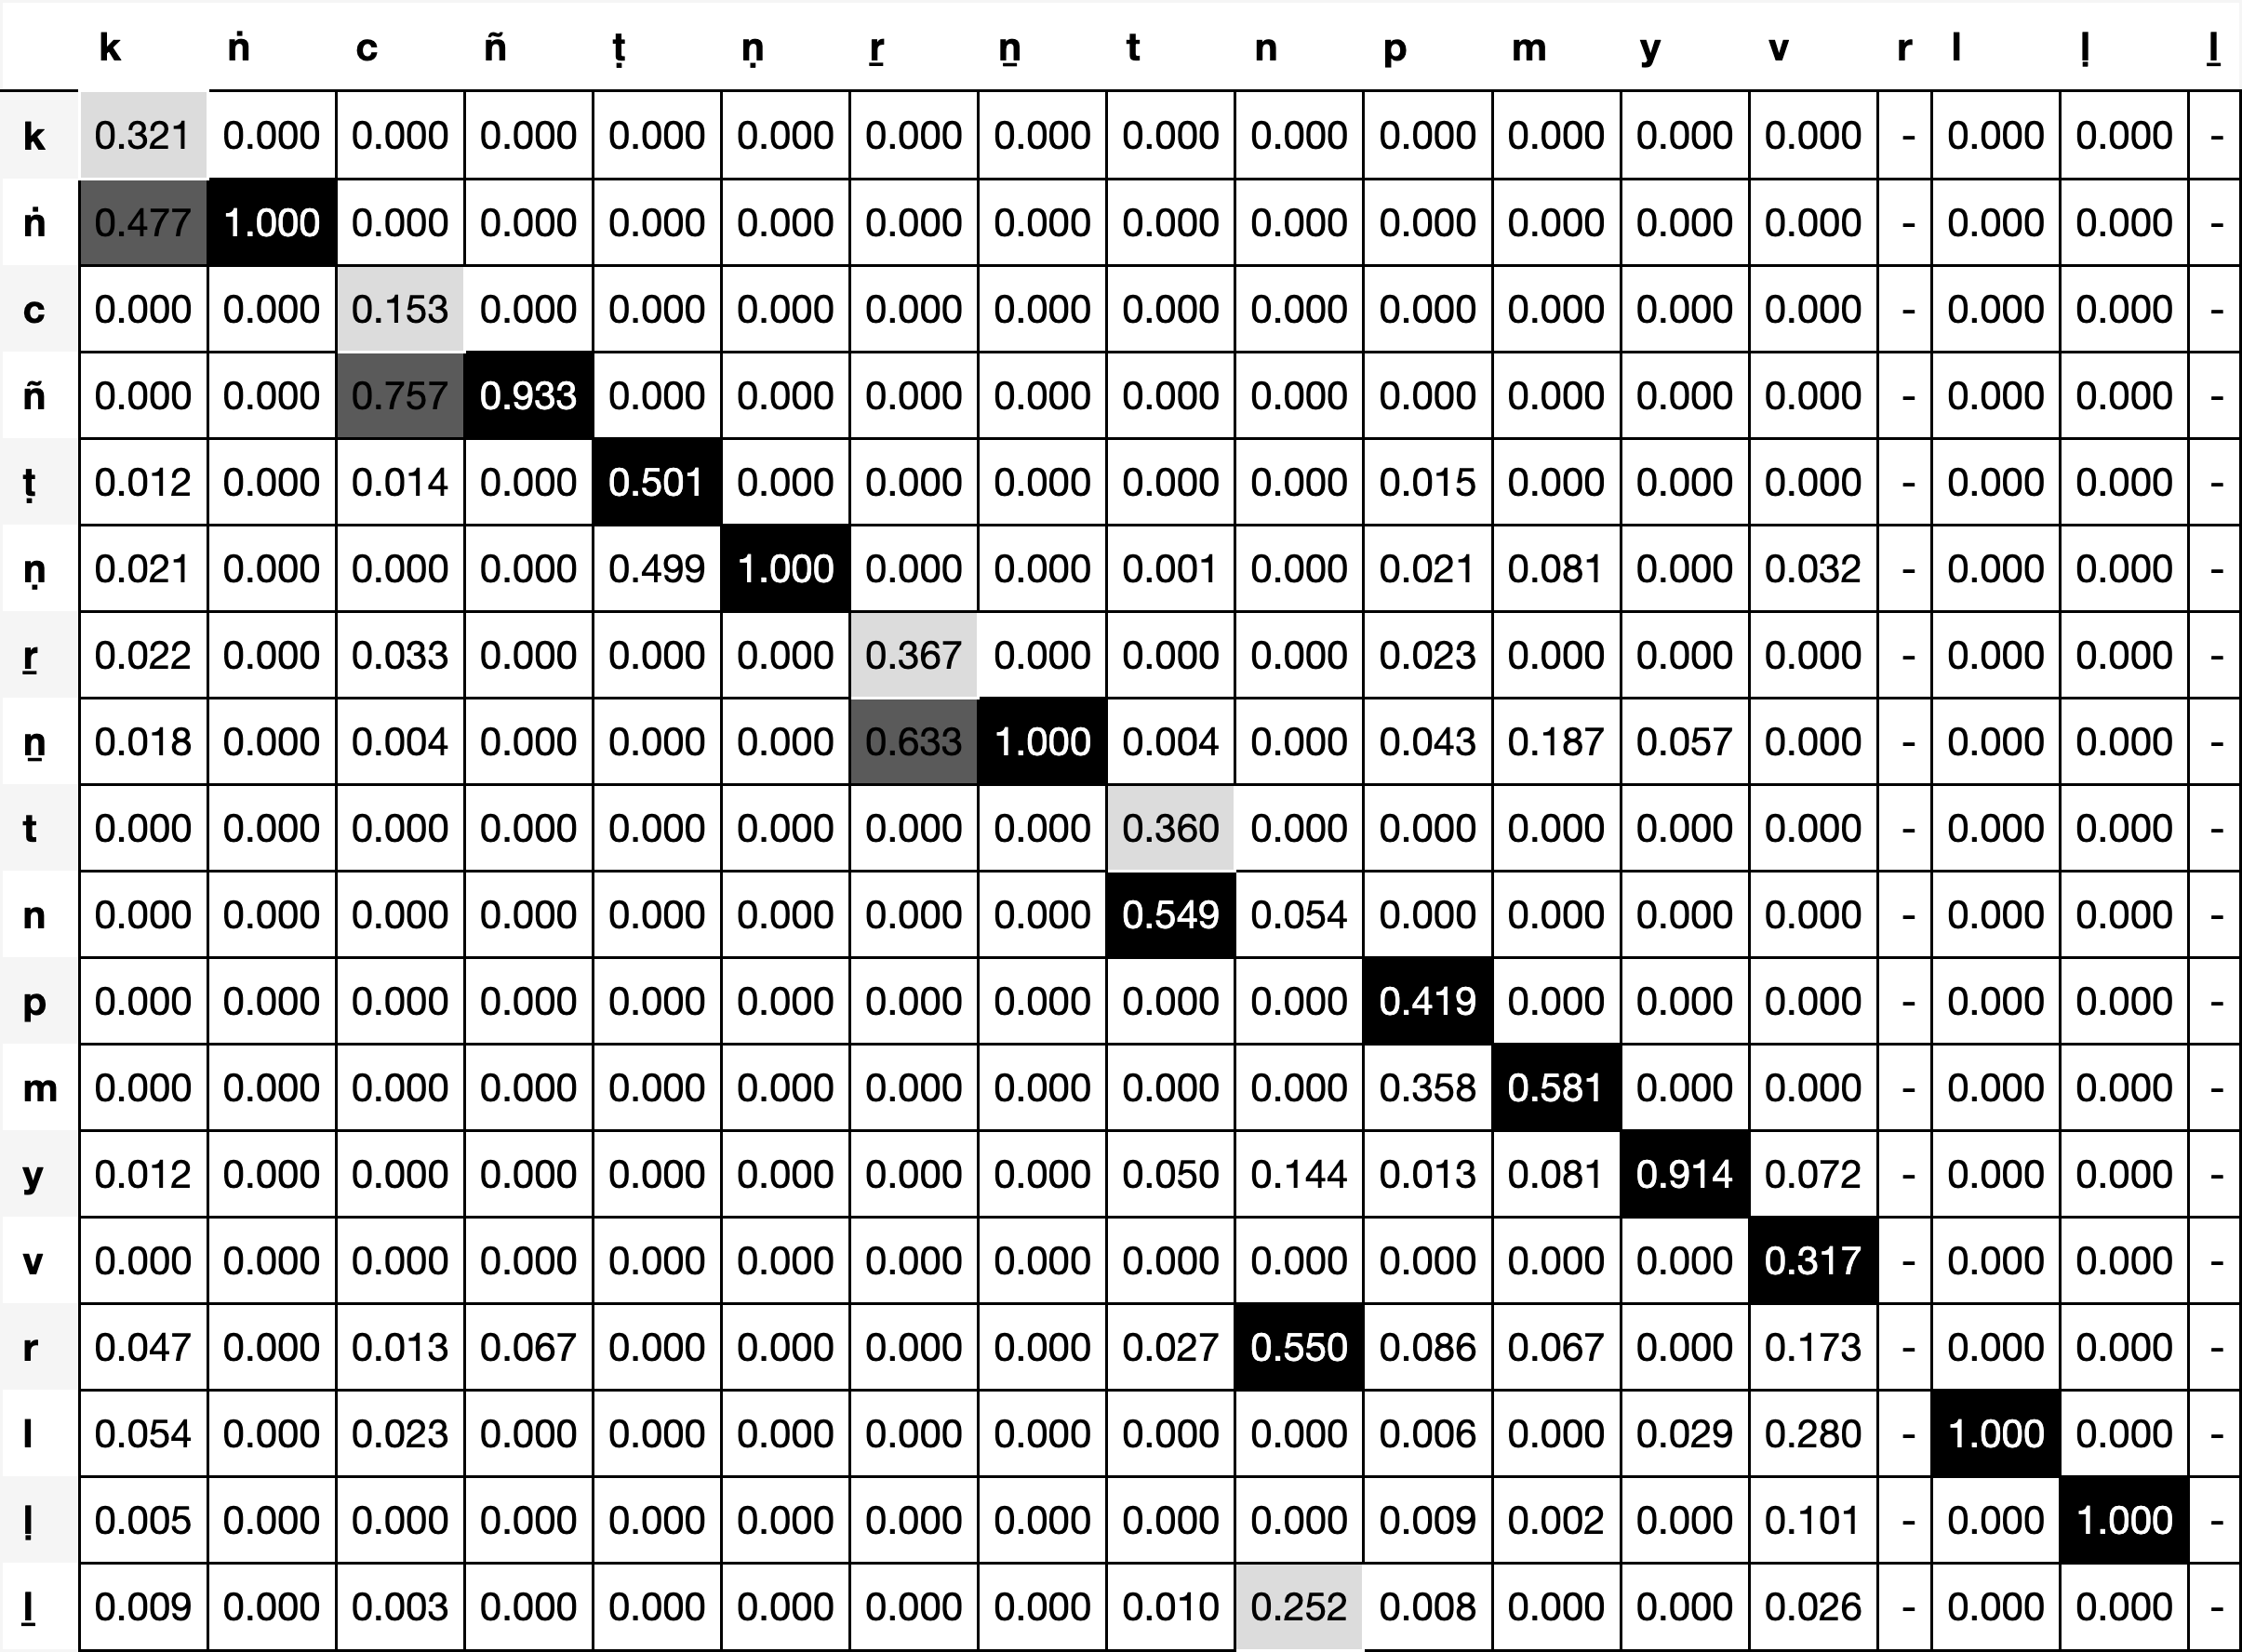 k ṅ c ñ ṭ ṇ ṟ ṉ t n p m y v r l ḷ ḻ
k 0.321 0.000 0.000 0.000 0.000 0.000 0.000 0.000 0.000 0.000 0.000 0.000 0.000 0.000 - 0.000 0.000 -
ṅ 0.477 1.000 0.000 0.000 0.000 0.000 0.000 0.000 0.000 0.000 0.000 0.000 0.000 0.000 - 0.000 0.000 -
c 0.000 0.000 0.153 0.000 0.000 0.000 0.000 0.000 0.000 0.000 0.000 0.000 0.000 0.000 - 0.000 0.000 -
ñ 0.000 0.000 0.757 0.933 0.000 0.000 0.000 0.000 0.000 0.000 0.000 0.000 0.000 0.000 - 0.000 0.000 -
ṭ 0.012 0.000 0.014 0.000 0.501 0.000 0.000 0.000 0.000 0.000 0.015 0.000 0.000 0.000 - 0.000 0.000 -
ṇ 0.021 0.000 0.000 0.000 0.499 1.000 0.000 0.000 0.001 0.000 0.021 0.081 0.000 0.032 - 0.000 0.000 -
ṟ 0.022 0.000 0.033 0.000 0.000 0.000 0.367 0.000 0.000 0.000 0.023 0.000 0.000 0.000 - 0.000 0.000 -
ṉ 0.018 0.000 0.004 0.000 0.000 0.000 0.633 1.000 0.004 0.000 0.043 0.187 0.057 0.000 - 0.000 0.000 -
t 0.000 0.000 0.000 0.000 0.000 0.000 0.000 0.000 0.360 0.000 0.000 0.000 0.000 0.000 - 0.000 0.000 -
n 0.000 0.000 0.000 0.000 0.000 0.000 0.000 0.000 0.549 0.054 0.000 0.000 0.000 0.000 - 0.000 0.000 -
p 0.000 0.000 0.000 0.000 0.000 0.000 0.000 0.000 0.000 0.000 0.419 0.000 0.000 0.000 - 0.000 0.000 -
m 0.000 0.000 0.000 0.000 0.000 0.000 0.000 0.000 0.000 0.000 0.358 0.581 0.000 0.000 - 0.000 0.000 -
y 0.012 0.000 0.000 0.000 0.000 0.000 0.000 0.000 0.050 0.144 0.013 0.081 0.914 0.072 - 0.000 0.000 -
v 0.000 0.000 0.000 0.000 0.000 0.000 0.000 0.000 0.000 0.000 0.000 0.000 0.000 0.317 - 0.000 0.000 -
r 0.047 0.000 0.013 0.067 0.000 0.000 0.000 0.000 0.027 0.550 0.086 0.067 0.000 0.173 - 0.000 0.000 -
l 0.054 0.000 0.023 0.000 0.000 0.000 0.000 0.000 0.000 0.000 0.006 0.000 0.029 0.280 - 1.000 0.000 -
ḷ 0.005 0.000 0.000 0.000 0.000 0.000 0.000 0.000 0.000 0.000 0.009 0.002 0.000 0.101 - 0.000 1.000 -
ḻ 0.009 0.000 0.003 0.000 0.000 0.000 0.000 0.000 0.010 0.252 0.008 0.000 0.000 0.026 - 0.000 0.000 -